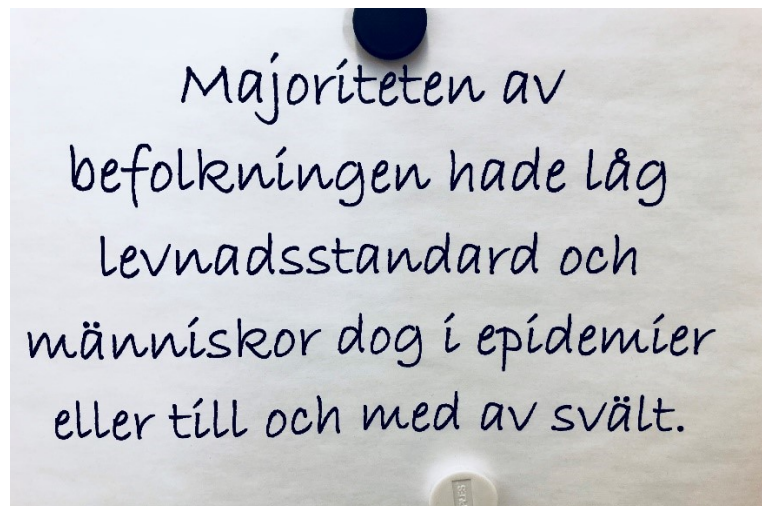 Majoriteten av
befolkningen hade låg
levnadsstandard och
människor dog i epidemier
eller till och med av svält.